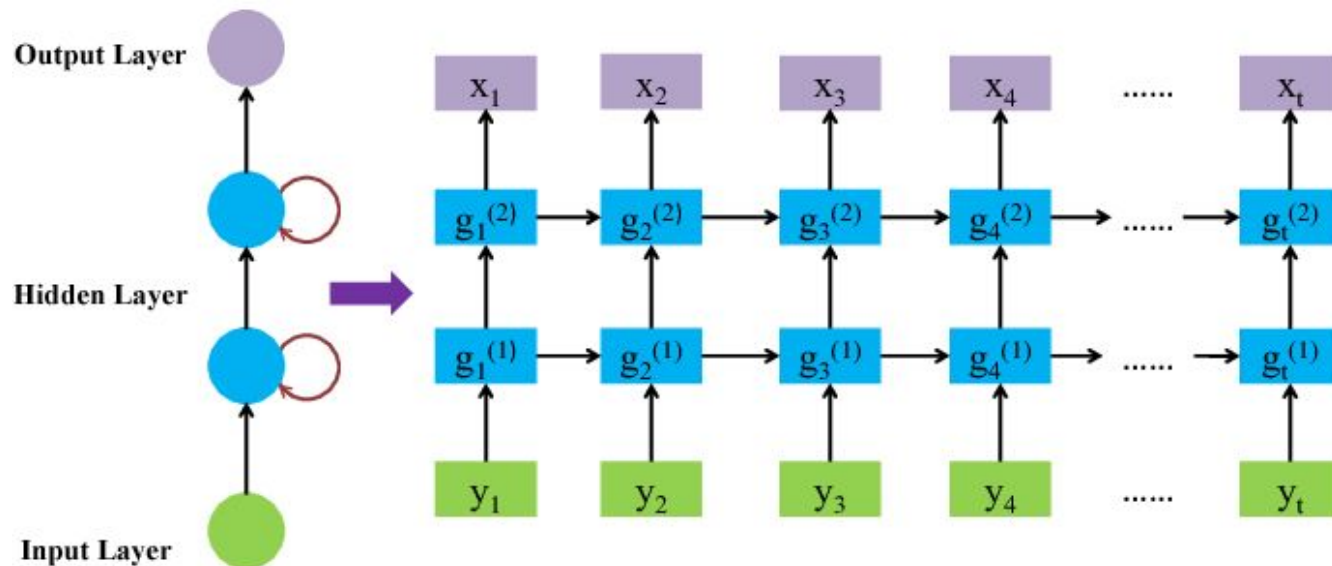 Output Layer
x₁ x₂ x₃ x₄ ...... xₜ
g₁⁽²⁾ g₂⁽²⁾ g₃⁽²⁾ g₄⁽²⁾ ...... gₜ⁽²⁾
Hidden Layer
g₁⁽¹⁾ g₂⁽¹⁾ g₃⁽¹⁾ g₄⁽¹⁾ ...... gₜ⁽¹⁾
y₁ y₂ y₃ y₄ ...... yₜ
Input Layer